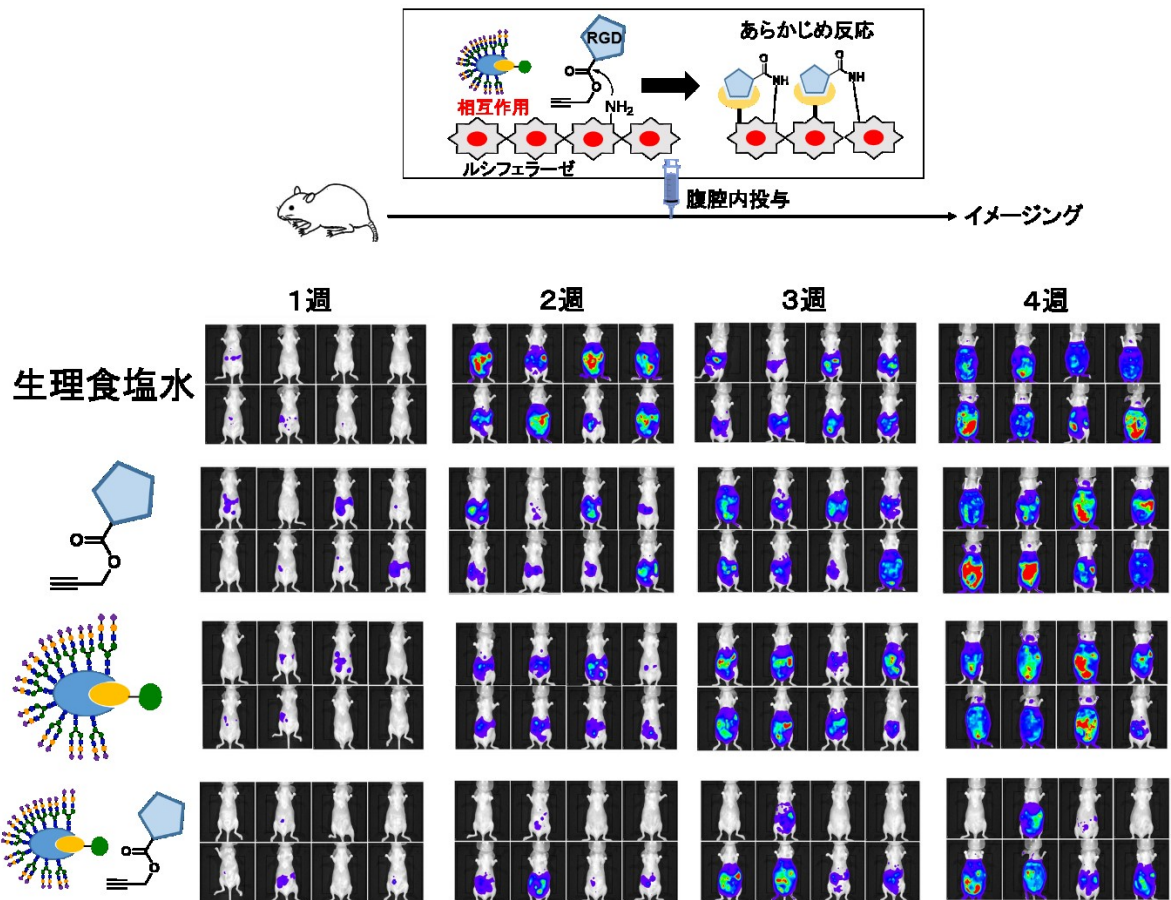 あらかじめ反応
RGD
O
O
O
NH
O
NH
相互作用
NH₂
ルシフェラーゼ
腹腔内投与
イメージング
1週
2週
3週
4週
生理食塩水
O
O
O
O